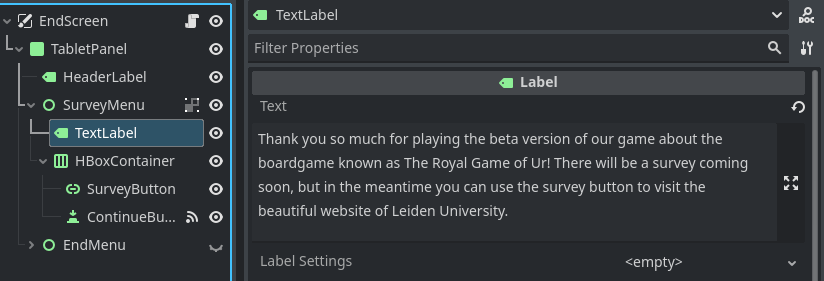 EndScreen
TabletPanel
HeaderLabel
SurveyMenu
TextLabel
HBoxContainer
SurveyButton
ContinueBu...
EndMenu
TextLabel
DOC
Filter Properties
Label
Text
Thank you so much for playing the beta version of our game about the
boardgame known as The Royal Game of Ur! There will be a survey coming
soon, but in the meantime you can use the survey button to visit the
beautiful website of Leiden University.
Label Settings
<empty>